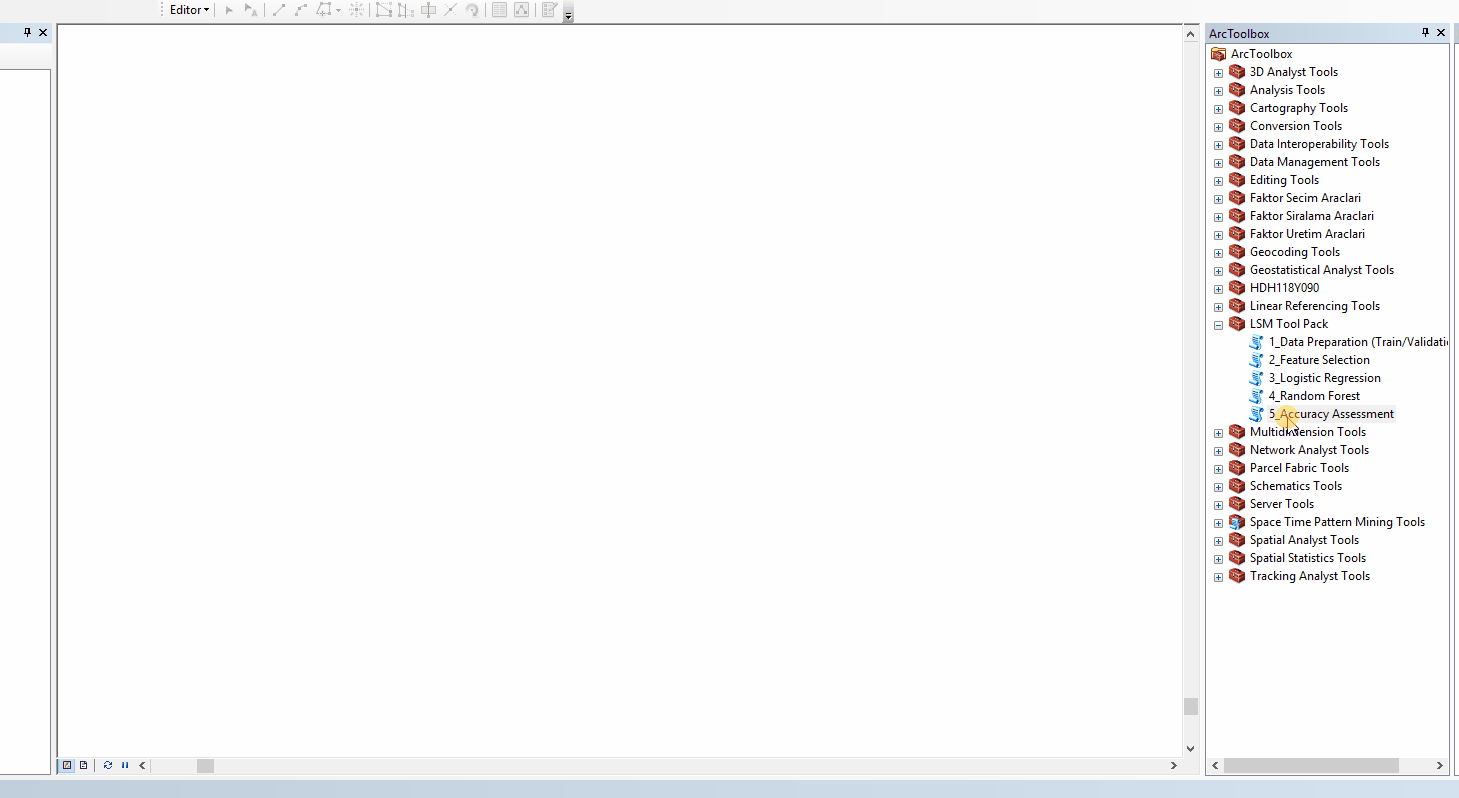 Editor
ArcToolbox
ArcToolbox
3D Analyst Tools
Analysis Tools
Cartography Tools
Conversion Tools
Data Interoperability Tools
Data Management Tools
Editing Tools
Faktor Secim Araclari
Faktor Siralama Araclari
Faktor Uretim Araclari
Geocoding Tools
Geostatistical Analyst Tools
HDH118Y090
Linear Referencing Tools
LSM Tool Pack
1_Data Preparation (Train/Validati
2_Feature Selection
3_Logistic Regression
4_Random Forest
5_Accuracy Assessment
Multidimension Tools
Network Analyst Tools
Parcel Fabric Tools
Schematics Tools
Server Tools
Space Time Pattern Mining Tools
Spatial Analyst Tools
Spatial Statistics Tools
Tracking Analyst Tools